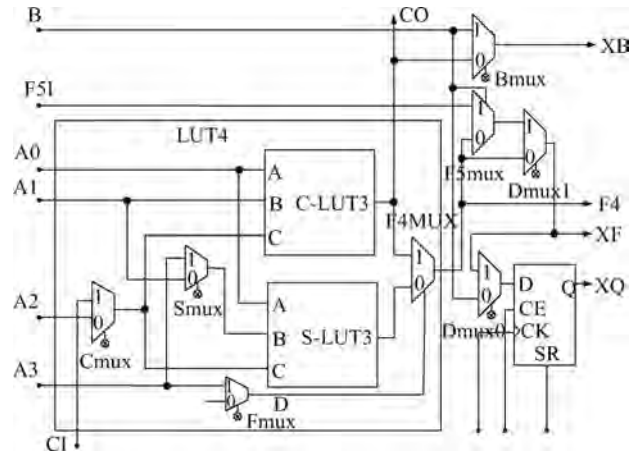 B
CO
1
0
XB
Bmux
F5I
LUT4
1
0
1
0
F5mux
Dmux1
A0
A
A1
B
C-LUT3
C
F4MUX
F4
XF
1
0
Smux
1
0
A
B
S-LUT3
C
1
0
D
Q
XQ
CE
CK
SR
Dmux0
A2
1
0
Cmux
A3
1
0
D
Fmux
CI